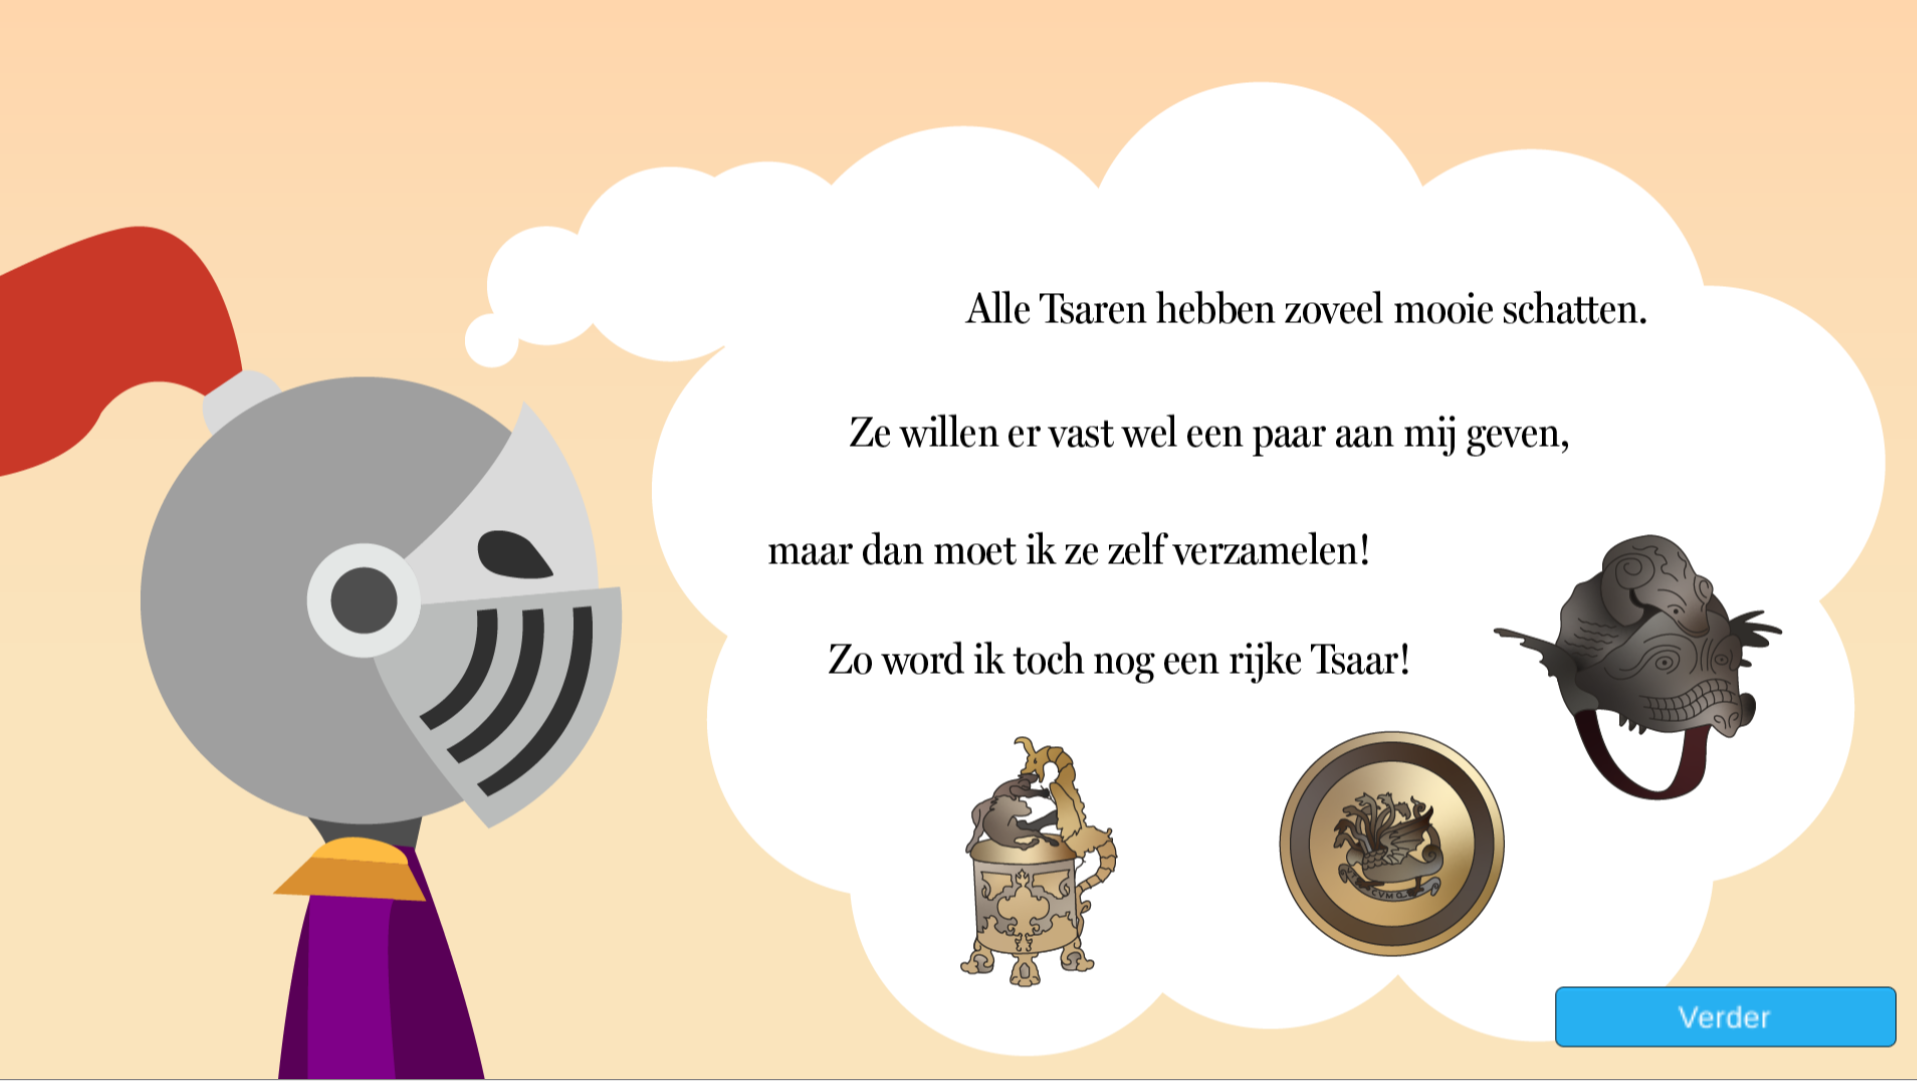 Alle Tsaren hebben zoveel mooie schatten.
Ze willen er vast wel een paar aan mij geven,
maar dan moet ik ze zelf verzamelen!
Zo word ik toch nog een rijke Tsaar!
Verder